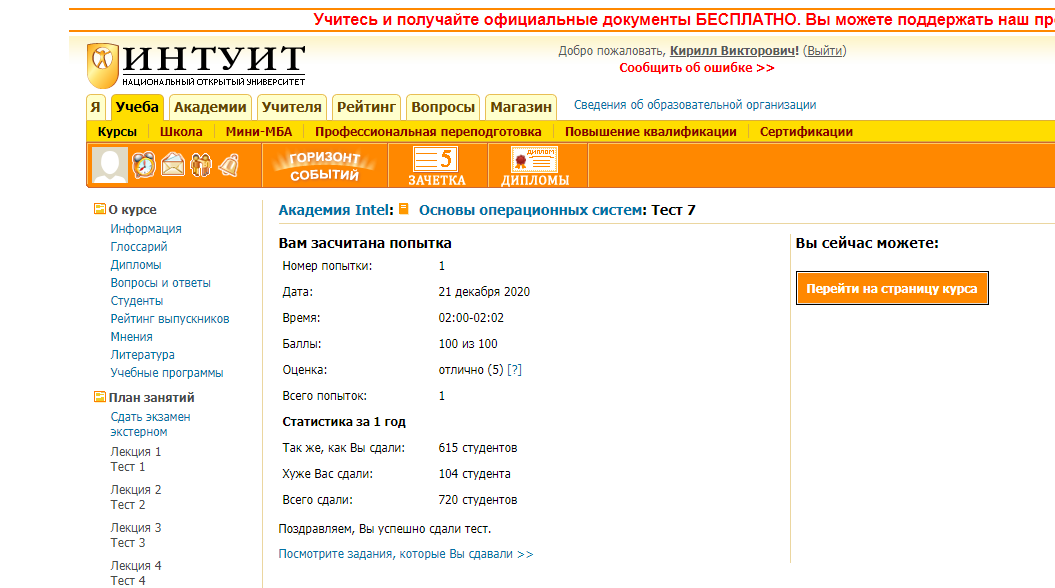 Учитесь и получайте официальные документы БЕСПЛАТНО. Вы можете поддержать наш
ИНТУИТ
НАЦИОНАЛЬНЫЙ ОТКРЫТЫЙ УНИВЕРСИТЕТ
Добро пожаловать, Кирилл Викторович! (Выйти)
Сообщить об ошибке >>
Я Учеба Академии Учителя Рейтинг Вопросы Магазин Сведения об образовательной организации
Курсы Школа Мини-МБА Профессиональная переподготовка Повышение квалификации Сертификации
ГОРИЗОНТ
СОБЫТИЙ
5
ЗАЧЕТКА
ДИПЛОМ
ДИПЛОМЫ
О курсе
Информация
Глоссарий
Дипломы
Вопросы и ответы
Студенты
Рейтинг выпускников
Мнения
Литература
Учебные программы
План занятий
Сдать экзамен
экстерном
Лекция 1
Тест 1
Лекция 2
Тест 2
Лекция 3
Тест 3
Лекция 4
Тест 4
Академия Intel: Основы операционных систем: Тест 7
Вам засчитана попытка
Номер попытки: 1
Дата: 21 декабря 2020
Время: 02:00-02:02
Баллы: 100 из 100
Оценка: отлично (5) [?]
Всего попыток: 1
Статистика за 1 год
Так же, как Вы сдали: 615 студентов
Хуже Вас сдали: 104 студента
Всего сдали: 720 студентов
Поздравляем, Вы успешно сдали тест.
Посмотрите задания, которые Вы сдавали >>
Вы сейчас можете:
Перейти на страницу курса